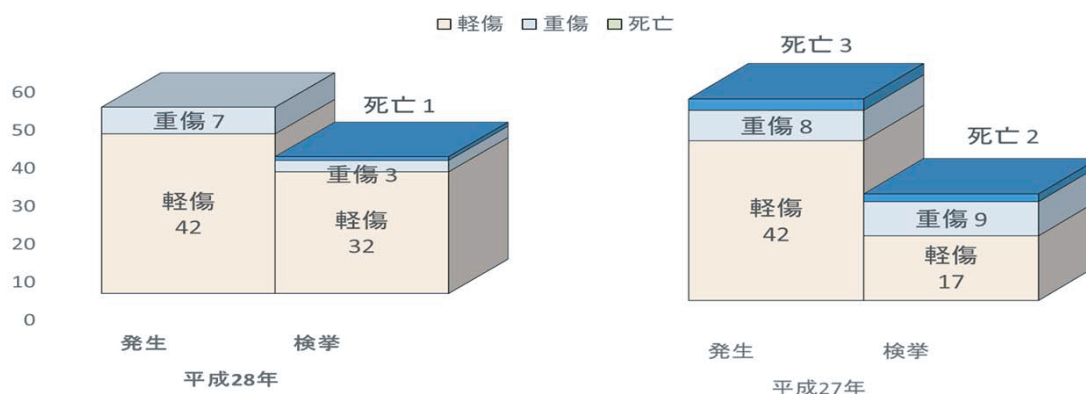 軽傷 重傷 死亡
60
50
40
30
20
10
0
死亡 1
重傷 7
重傷 3
軽傷
42
軽傷
32
発生 検挙
平成28年
死亡 3
死亡 2
重傷 8
重傷 9
軽傷
42
軽傷
17
発生 検挙
平成27年